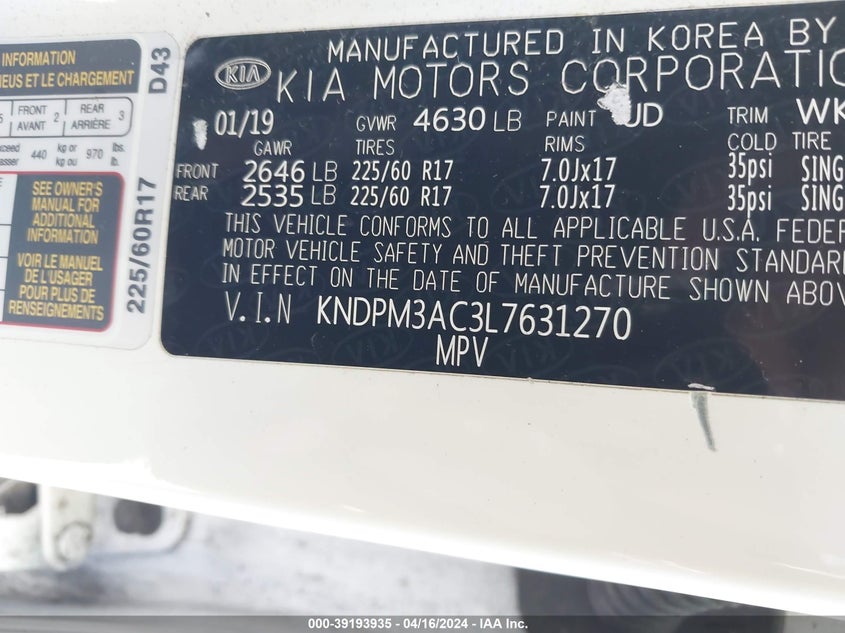 INFORMATION
NEUS ET LE CHARGEMENT
FRONT
AVANT 2
REAR
ARRIÈRE 3
440 kg or kg ou 970 lbs. lb.
SEE OWNER'S
MANUAL FOR
ADDITIONAL
INFORMATION
VOIR LE MANUEL
DE L'USAGER
POUR PLUS DE
RENSEIGNEMENTS
225/60R17
D43
MANUFACTURED IN KOREA BY
KIA KIA MOTORS CORPORATIO
01/19 GVWR 4630 LB PAINT UD TRIM WK
GAWR TIRES RIMS COLD TIRE
FRONT 2646 LB 225/60 R17 7.0Jx17 35psi SING
REAR 2535 LB 225/60 R17 7.0Jx17 35psi SING
THIS VEHICLE CONFORMS TO ALL APPLICABLE U.S.A. FEDER
MOTOR VEHICLE SAFETY AND THEFT PREVENTION STANDARD
IN EFFECT ON THE DATE OF MANUFACTURE SHOWN ABOV
V.I.N KNDPM3AC3L7631270
MPV
000-39193935 - 04/16/2024 - IAAI.COM